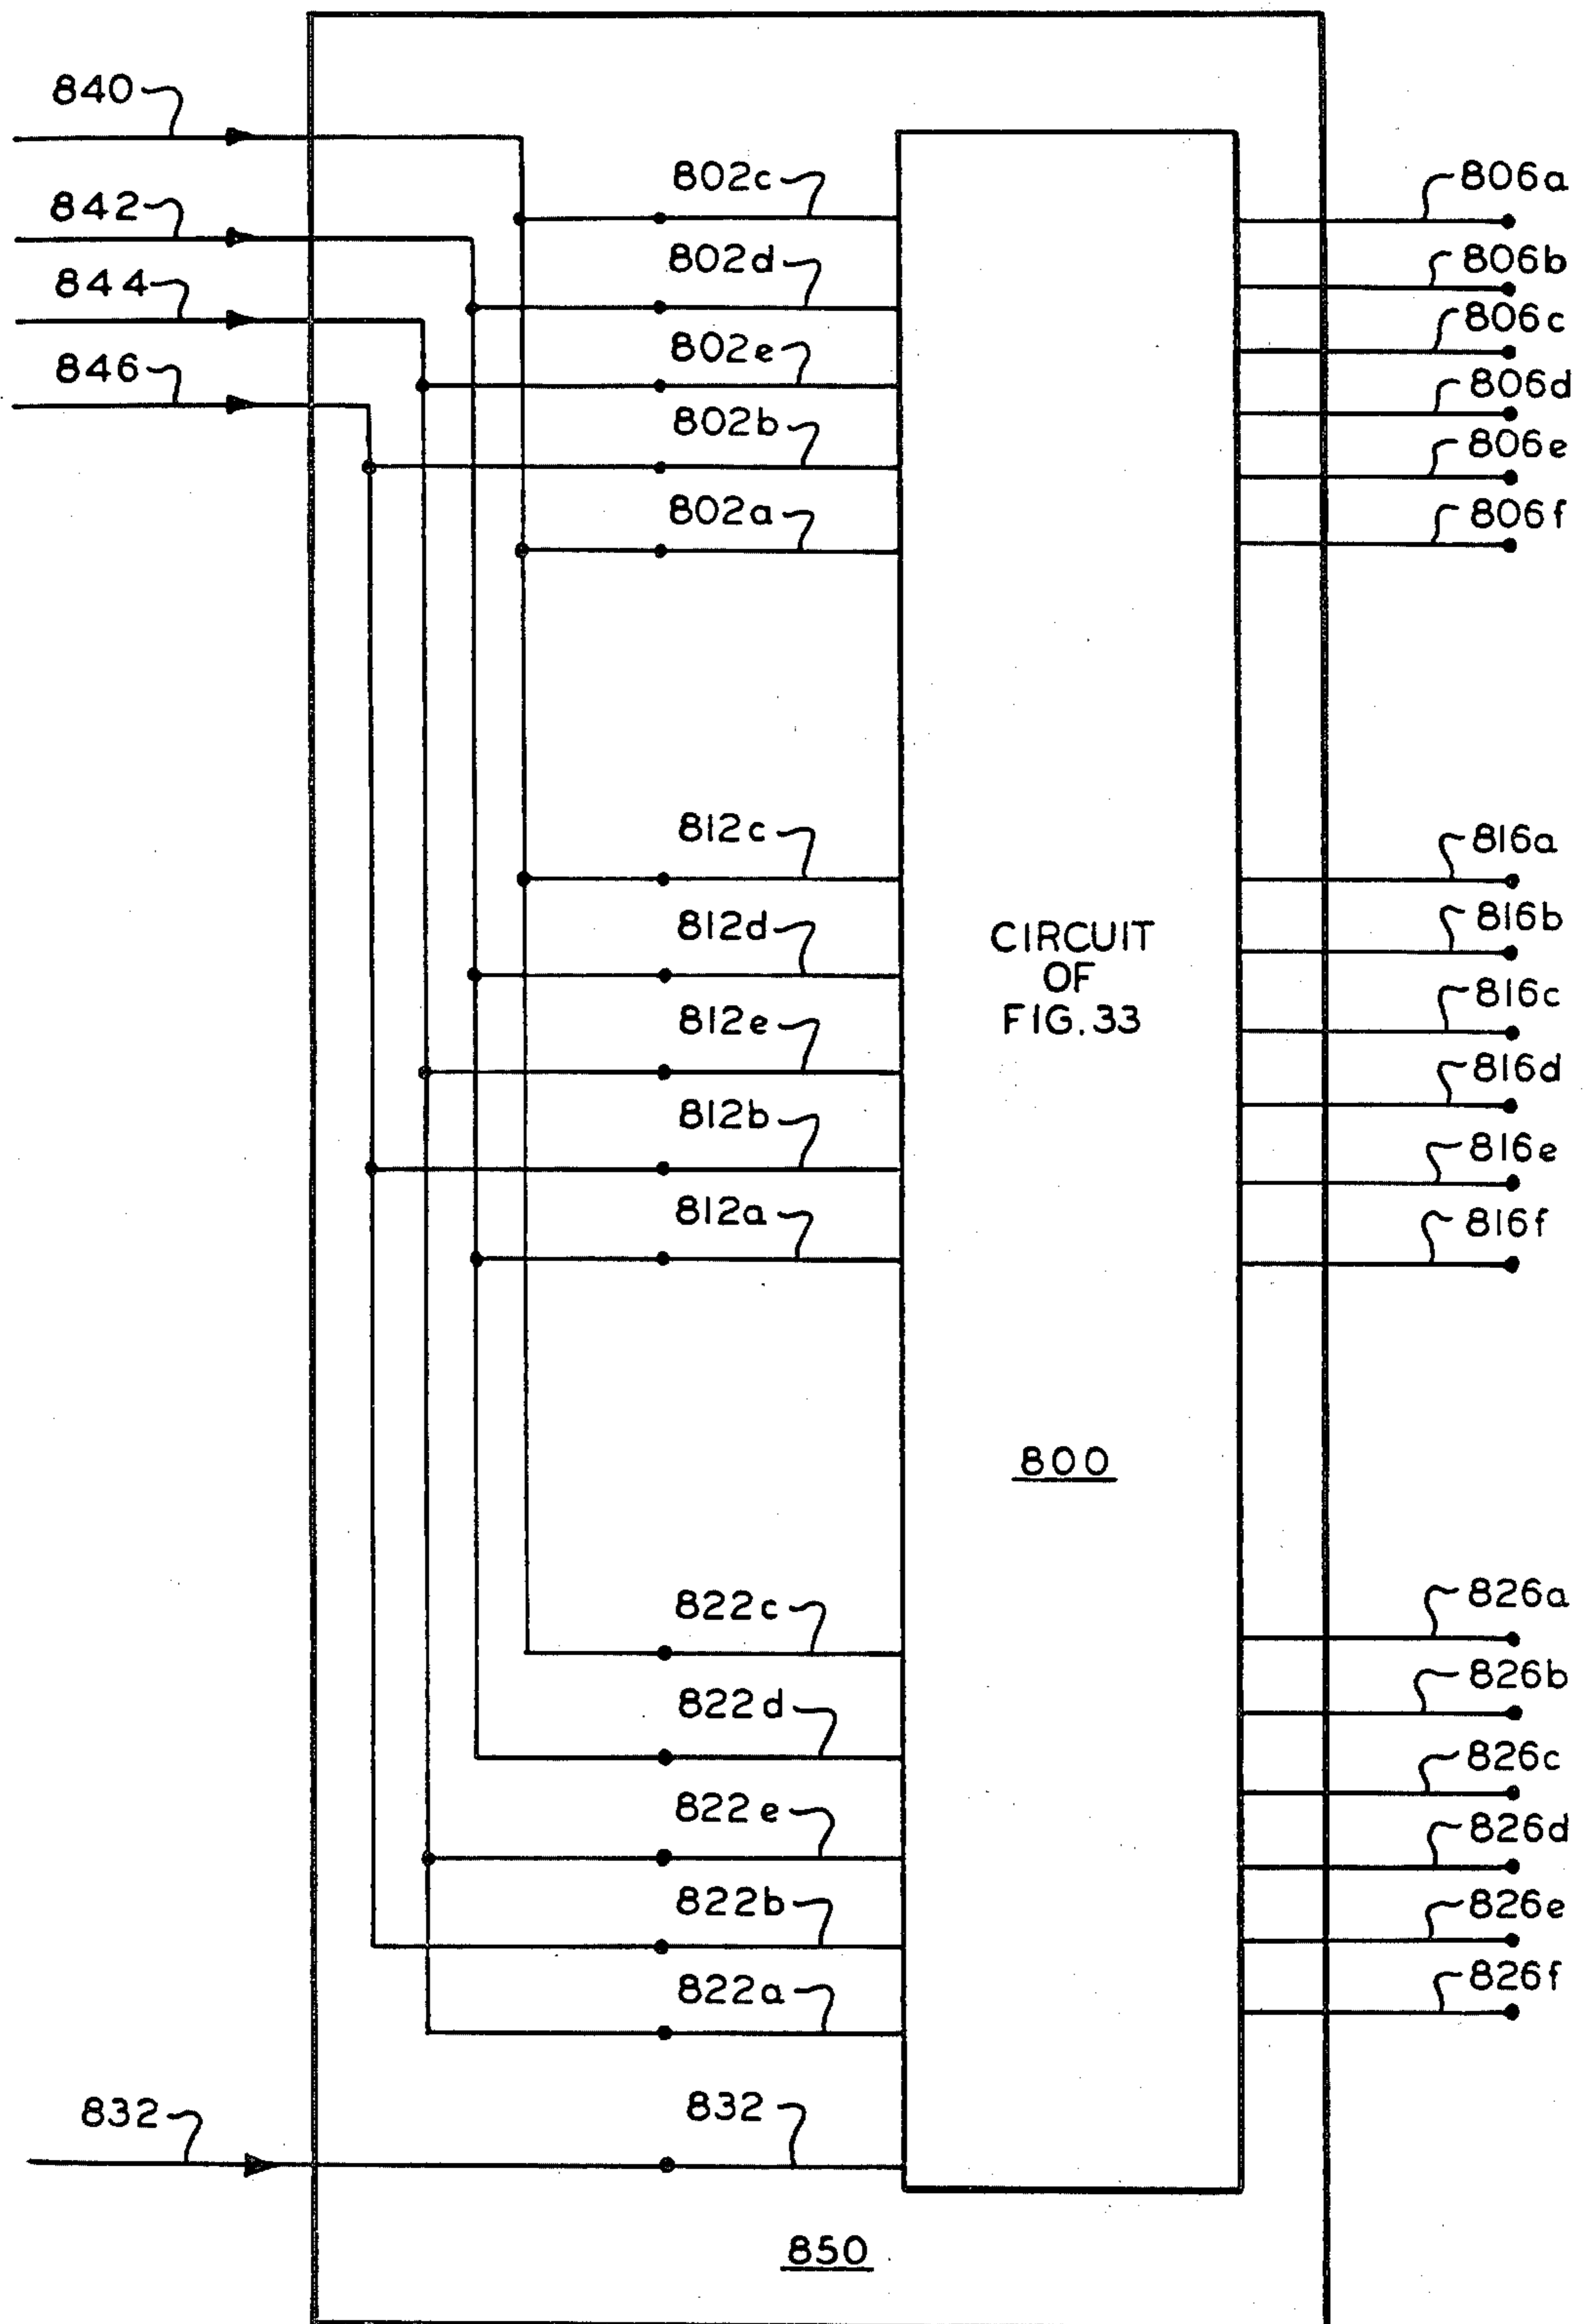 840
842
844
846
802c
802d
802e
802b
802a
812c
812d
812e
812b
812a
822c
822d
822e
822b
822a
832
832
CIRCUIT
OF
FIG.33
800
850
806a
806b
806c
806d
806e
806f
816a
816b
816c
816d
816e
816f
826a
826b
826c
826d
826e
826f